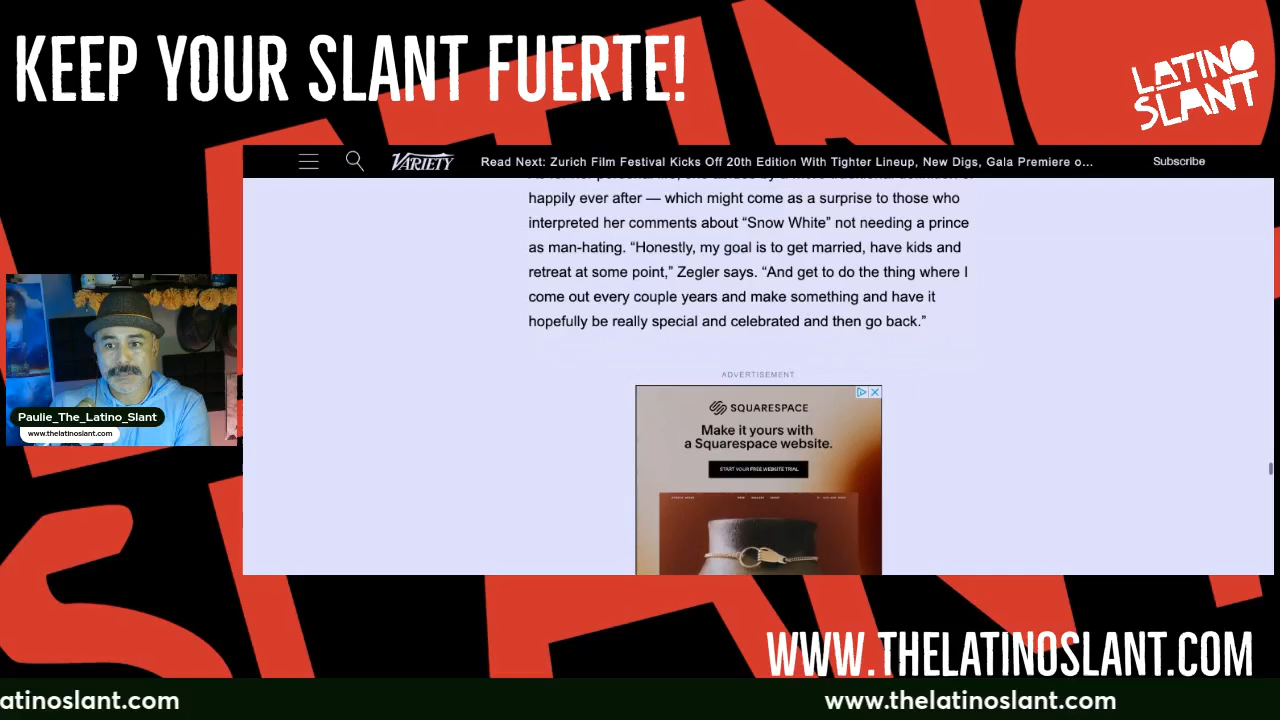 KEEP YOUR SLANT FUERTE!
LATINO
SLANT
VARIETY
Read Next: Zurich Film Festival Kicks Off 20th Edition With Tighter Lineup, New Digs, Gala Premiere o...
Subscribe
happily ever after — which might come as a surprise to those who
interpreted her comments about “Snow White” not needing a prince
as man-hating. “Honestly, my goal is to get married, have kids and
retreat at some point,” Zegler says. “And get to do the thing where I
come out every couple years and make something and have it
hopefully be really special and celebrated and then go back.”
ADVERTISEMENT
SQUARESPACE
Make it yours with
a Squarespace website.
START YOUR FREE WEBSITE TRIAL
Paulie_The_Latino_Slant
www.thelatinoslant.com
WWW.THELATINOSLANT.COM
atinoslant.com
www.thelatinoslant.com